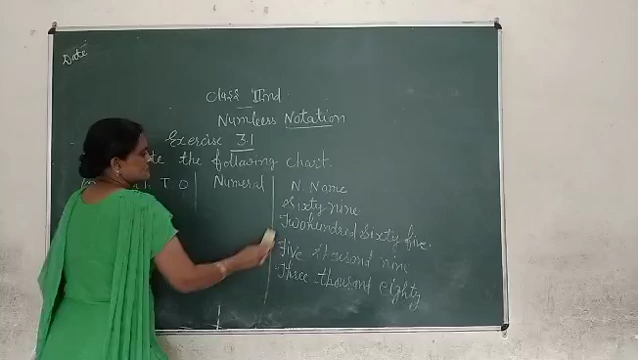 Date
Class IInd
Numbers Notation
Exercise 3.1
the following chart.
T. O Numeral N. Name
Sixty nine
Two hundred Sixty five.
Five thousand nine
Three thousand eighty